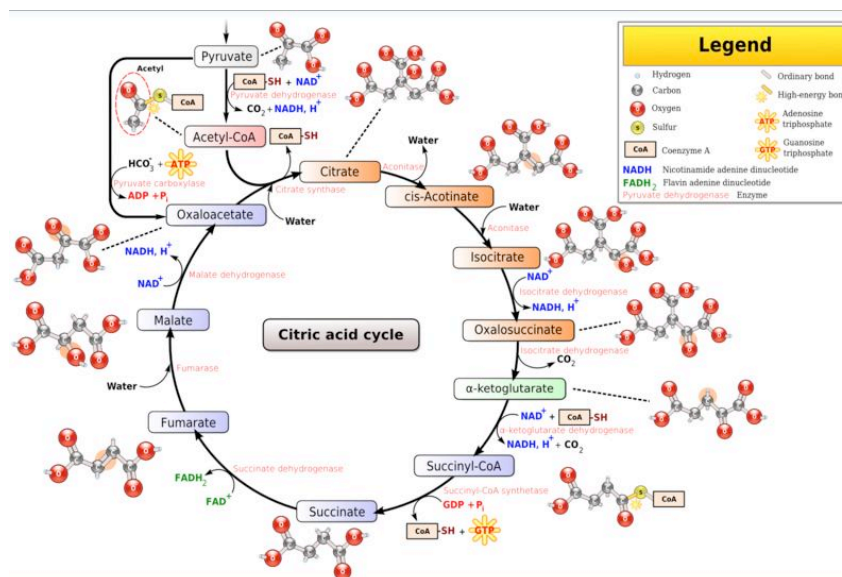 Pyruvate
CoA-SH + NAD+
Pyruvate dehydrogenase
CO2+NADH, H+
Acetyl
S
CoA
Acetyl-CoA
CoA-SH
HCO3- + ATP
Pyruvate carboxylase
ADP +Pi
Oxaloacetate
Citrate synthase
Water
Citrate
Aconitase
Water
cis-Acotinate
Water
Aconitase
Isocitrate
NAD+
Isocitrate dehydrogenase
NADH, H+
Oxalosuccinate
Isocitrate dehydrogenase
CO2
α-ketoglutarate
NAD+ + CoA-SH
α-ketoglutarate dehydrogenase
NADH, H+ + CO2
Succinyl-CoA
Succinyl-CoA synthetase
GDP +Pi
CoA-SH + GTP
S
CoA
Succinate
FAD+
Succinate dehydrogenase
FADH2
Fumarate
Water
Fumarase
Malate
NAD+
Malate dehydrogenase
NADH, H+
Citric acid cycle
Legend
Hydrogen
Carbon
Oxygen
S Sulfur
CoA Coenzyme A
Ordinary bond
High-energy bon
ATP Adenosine
triphosphate
GTP Guanosine
triphosphate
NADH Nicotinamide adenine dinucleotide
FADH2 Flavin adenine dinucleotide
Pyruvate dehydrogenase Enzyme